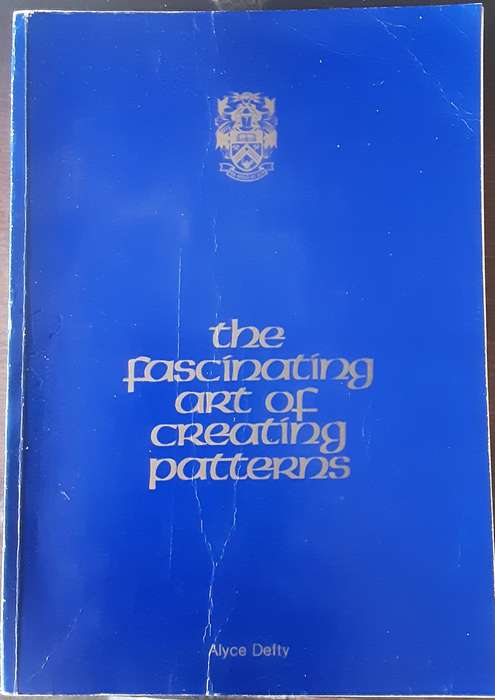 the
fascinating
art of
creating
patterns
Alyce Defty